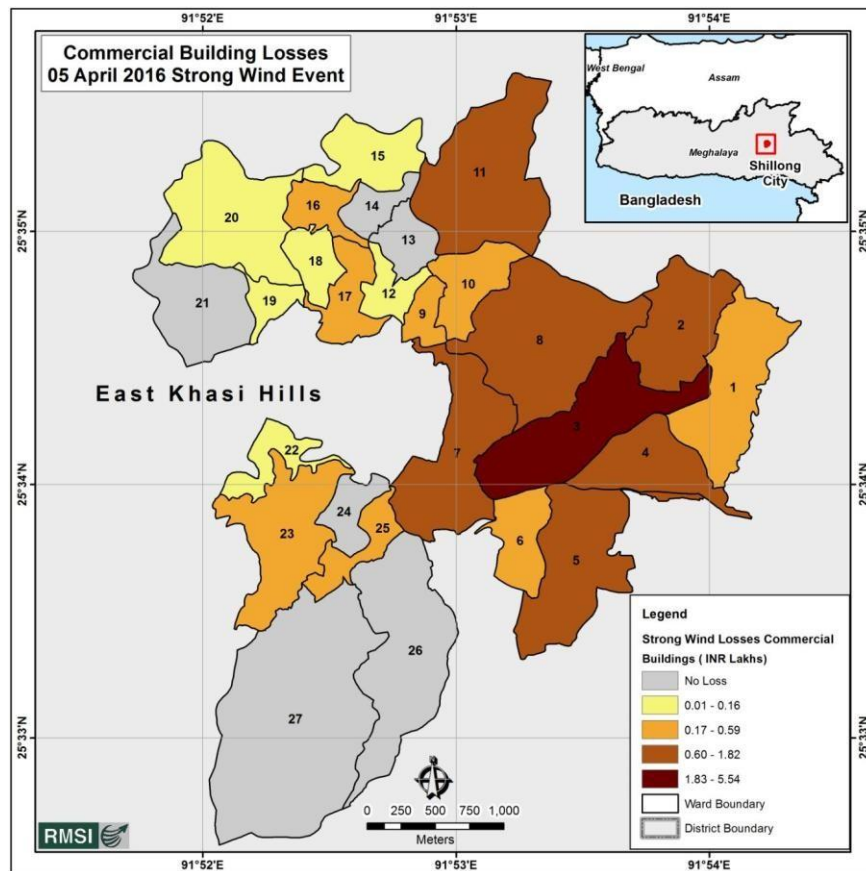 91°52'E
91°53'E
91°54'E
Commercial Building Losses
05 April 2016 Strong Wind Event
West Bengal
Assam
Meghalaya
Shillong
City
Bangladesh
25°35'N
25°35'N
15
11
14
16
20
13
18
10
12
17
19
9
21
2
8
1
East Khasi Hills
3
7
4
22
25°34'N
25°34'N
24
25
23
6
5
26
27
Legend
Strong Wind Losses Commercial
Buildings ( INR Lakhs)
No Loss
0.01 - 0.16
0.17 - 0.59
0.60 - 1.82
1.83 - 5.54
Ward Boundary
District Boundary
25°33'N
25°33'N
0 250 500 750 1,000
Meters
RMSI
91°52'E
91°53'E
91°54'E